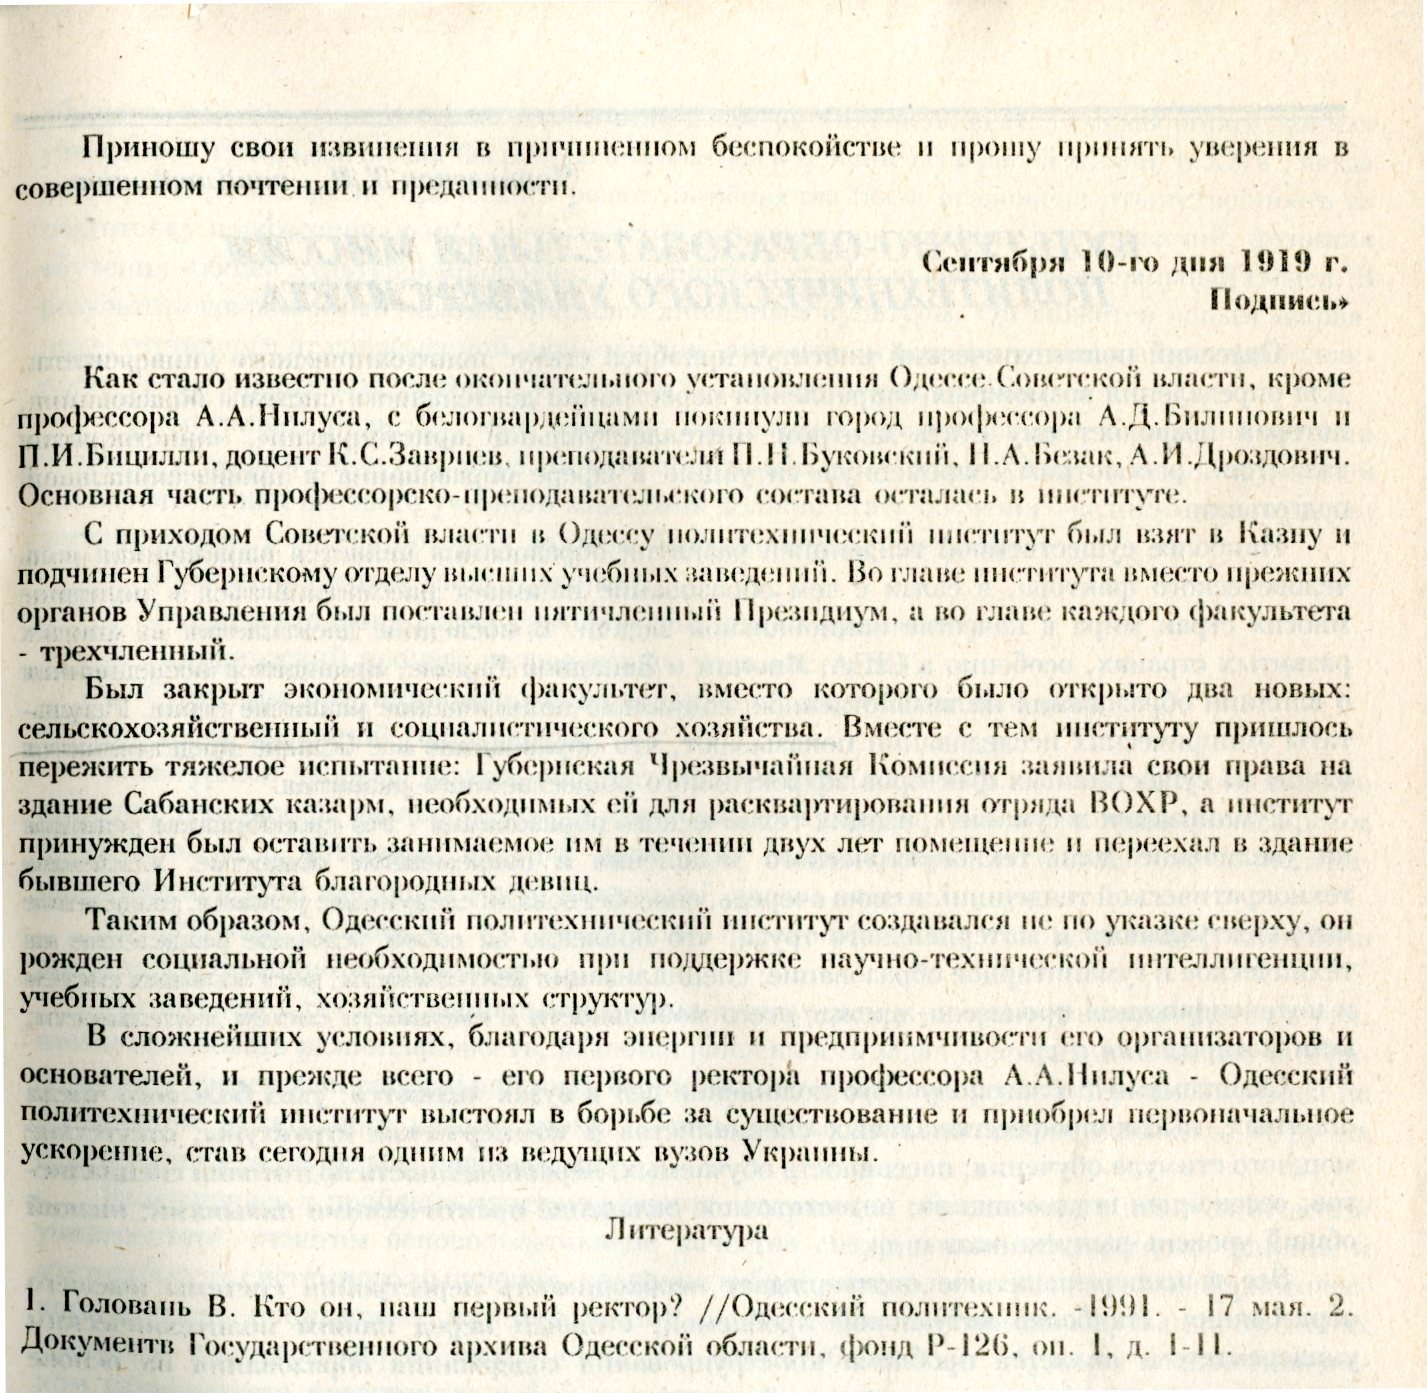 Приношу свои извинения в причиненном беспокойстве и прошу принять уверения в
совершенном почтении и преданности.
Сентября 10-го дня 1919 г.
Подпись»
Как стало известно после окончательного установления Одессе Советской власти, кроме
профессора А.А.Нилуса, с белогвардейцами покинули город профессора А.Д.Билинович и
П.И.Бицилли, доцент К.С.Завриев, преподаватели П.П.Буковский, Н.А.Безак, А.И.Дроздович.
Основная часть профессорско-преподавательского состава осталась в институте.
С приходом Советской власти в Одессу политехнический институт был взят в Казну и
подчинен Губернскому отделу высших учебных заведений. Во главе института вместо прежних
органов Управления был поставлен пятичленный Президиум, а во главе каждого факультета
- трехчленный.
Был закрыт экономический факультет, вместо которого было открыто два новых:
сельскохозяйственный и социалистического хозяйства. Вместе с тем институту пришлось
пережить тяжелое испытание: Губернская Чрезвычайная Комиссия заявила свои права на
здание Сабанских казарм, необходимых ей для расквартирования отряда ВОХР, а институт
принужден был оставить занимаемое им в течении двух лет помещение и переехал в здание
бывшего Института благородных девиц.
Таким образом, Одесский политехнический институт создавался не по указке сверху, он
рожден социальной необходимостью при поддержке научно-технической интеллигенции,
учебных заведений, хозяйственных структур.
В сложнейших условиях, благодаря энергии и предприимчивости его организаторов и
основателей, и прежде всего - его первого ректора профессора А.А.Нилуса - Одесский
политехнический институт выстоял в борьбе за существование и приобрел первоначальное
ускорение, став сегодня одним из ведущих вузов Украины.
Литература
1. Головань В. Кто он, наш первый ректор? //Одесский политехник. -1991. - 17 мая. 2.
Документв Государственного архива Одесской области, фонд Р-126, оп. 1, д. 1-11.